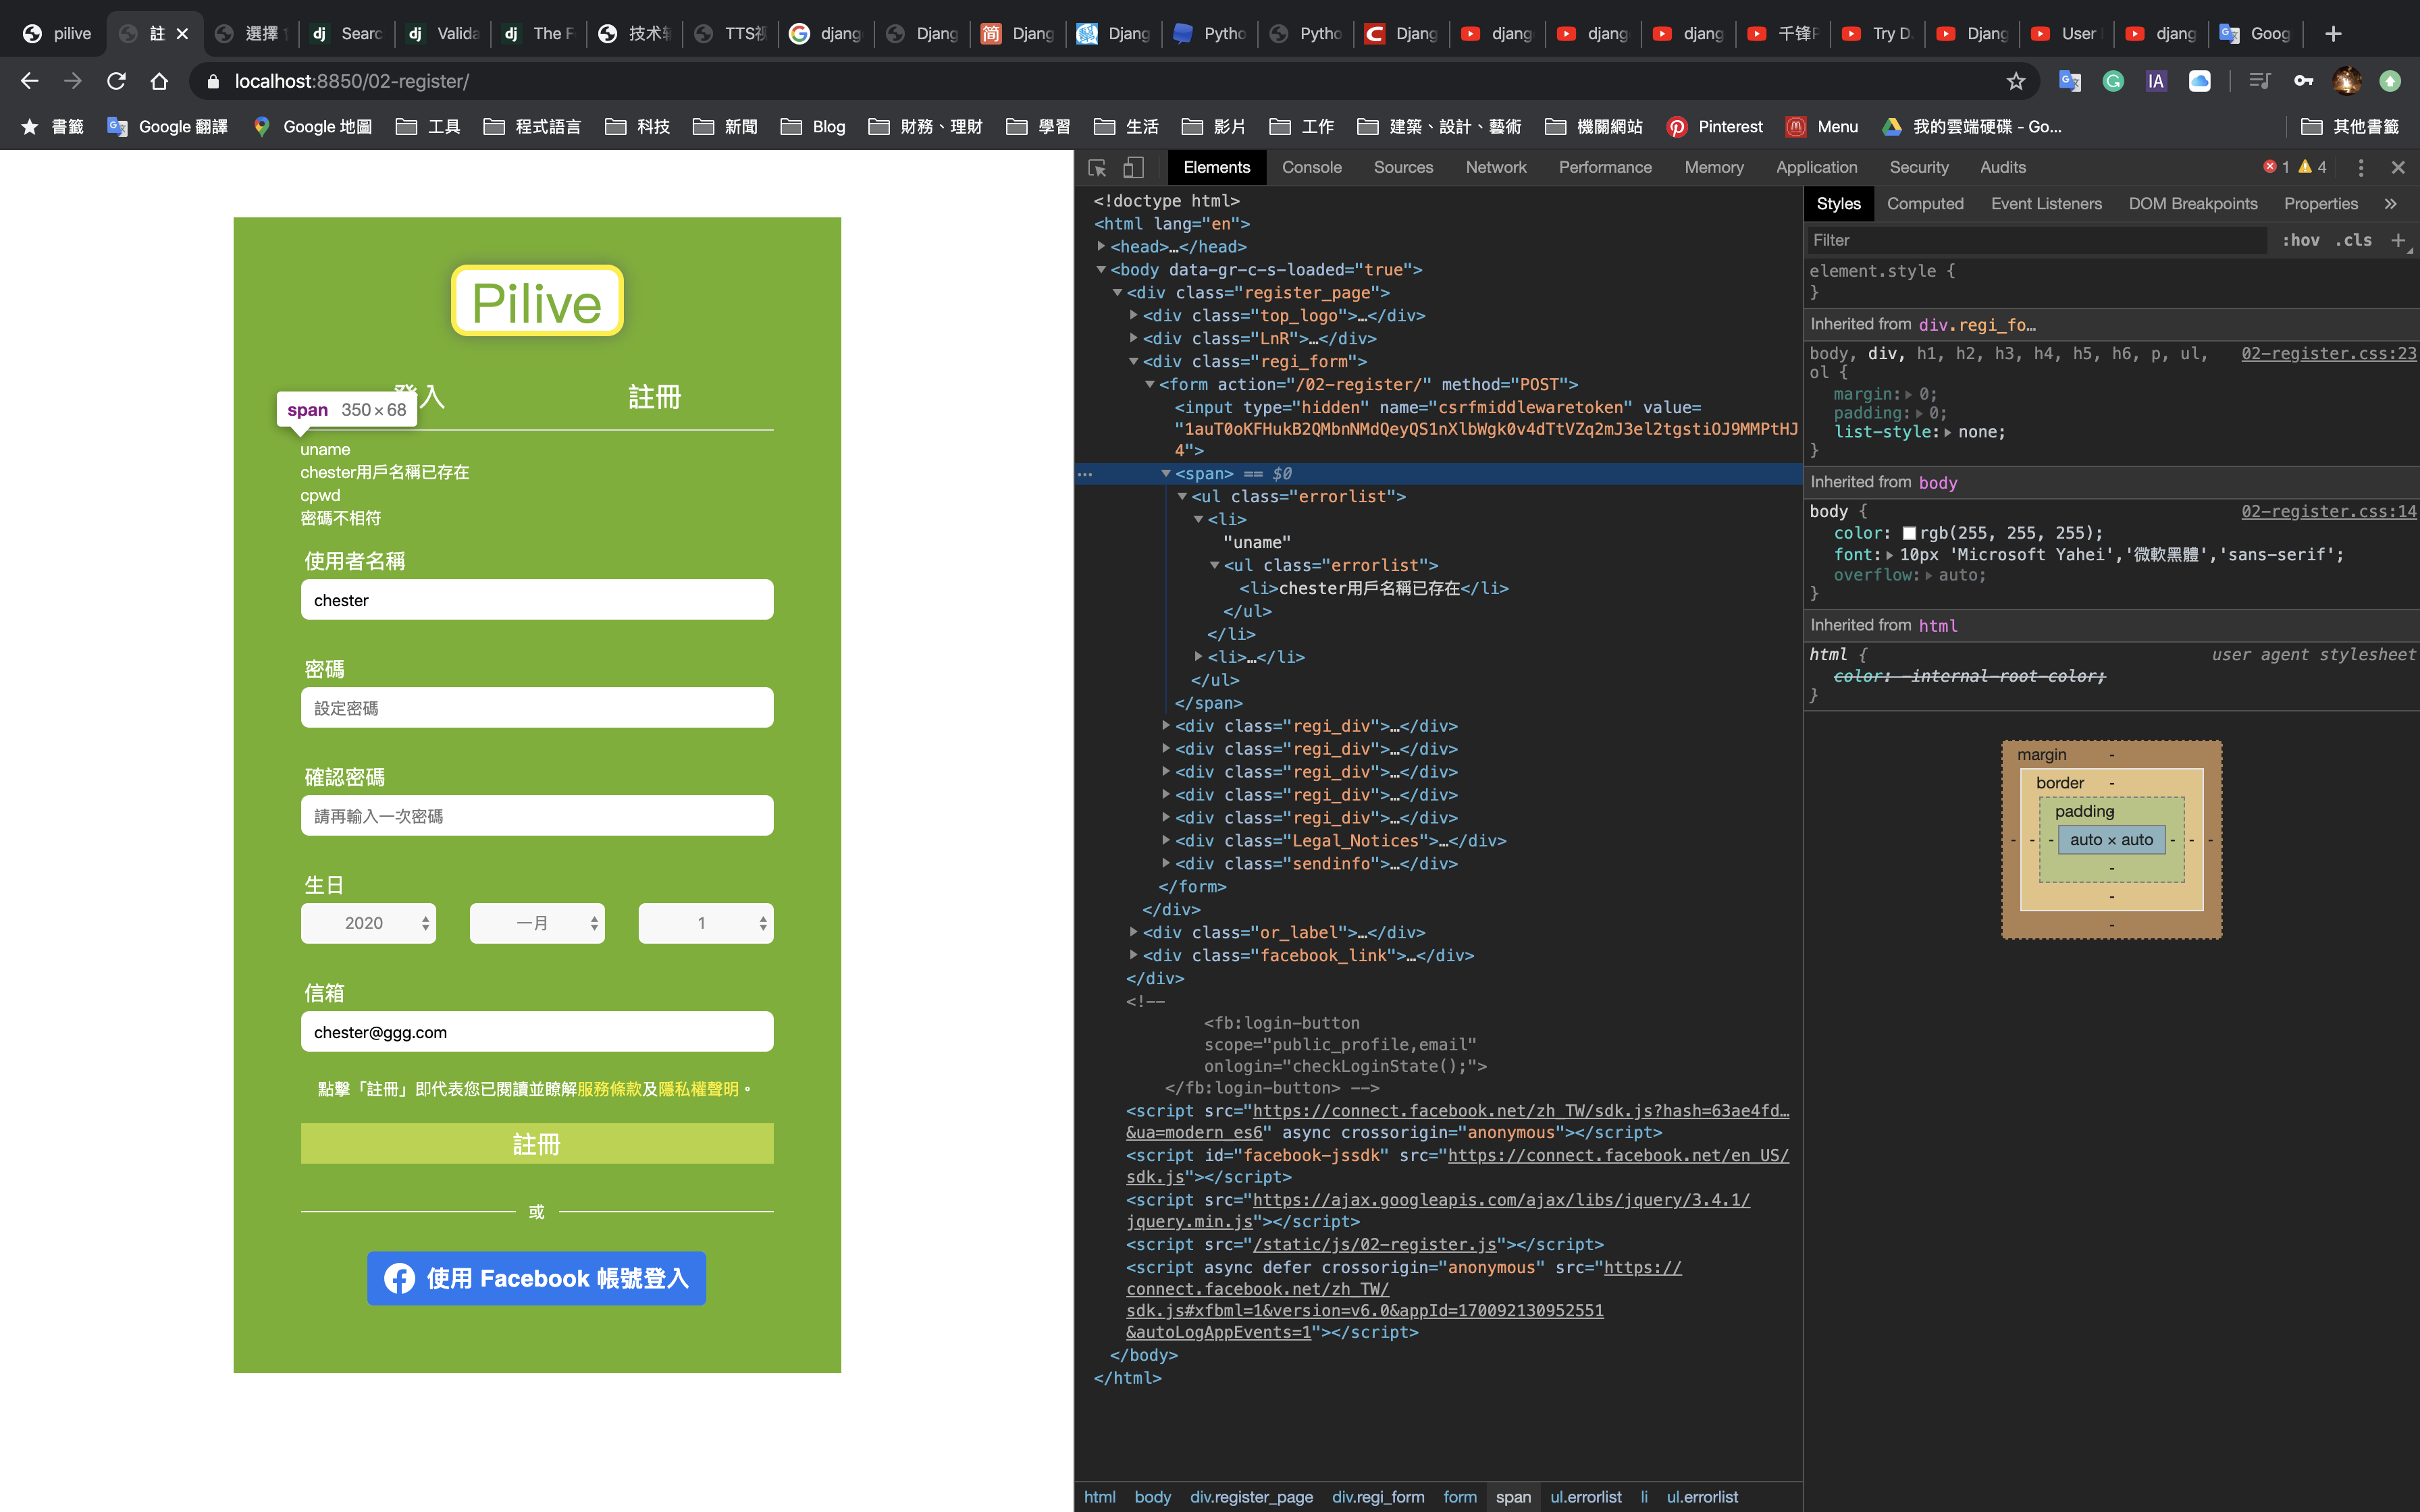 pilive
註
選擇
dj Searc
dj Valida
dj The F
技术
TTS视
djang
Djang
简 Djang
Djang
Pytho
Pytho
C Djang
djang
djang
djang
千锋P
Try D
Djang
User
djang
Goog
localhost:8850/02-register/
書籤
Google 翻譯
Google 地圖
工具
程式語言
科技
新聞
Blog
財務、理財
學習
生活
影片
工作
建築、設計、藝術
機關網站
Pinterest
Menu
我的雲端硬碟 - Go...
其他書籤
Pilive
登入
註冊
span 350 × 68
uname
chester用戶名稱已存在
cpwd
密碼不相符
使用者名稱
chester
密碼
設定密碼
確認密碼
請再輸入一次密碼
生日
2020
一月
1
信箱
chester@ggg.com
點擊「註冊」即代表您已閱讀並瞭解服務條款及隱私權聲明。
註冊
或
使用 Facebook 帳號登入
Elements
Console
Sources
Network
Performance
Memory
Application
Security
Audits
1
4
<!doctype html>
<html lang="en">
<head>…</head>
<body data-gr-c-s-loaded="true">
<div class="register_page">
<div class="top_logo">…</div>
<div class="LnR">…</div>
<div class="regi_form">
<form action="/02-register/" method="POST">
<input type="hidden" name="csrfmiddlewaretoken" value=
"1auT0oKFHukB2QMbnNMdQeyQS1nXlbWgk0v4dTtVZq2mJ3el2tgstiOJ9MMPtHJ
4">
… <span> == $0
<ul class="errorlist">
<li>
"uname"
<ul class="errorlist">
<li>chester用戶名稱已存在</li>
</ul>
</li>
<li>…</li>
</ul>
</span>
<div class="regi_div">…</div>
<div class="regi_div">…</div>
<div class="regi_div">…</div>
<div class="regi_div">…</div>
<div class="regi_div">…</div>
<div class="Legal_Notices">…</div>
<div class="sendinfo">…</div>
</form>
</div>
<div class="or_label">…</div>
<div class="facebook_link">…</div>
</div>
<!--
<fb:login-button
scope="public_profile,email"
onlogin="checkLoginState();">
</fb:login-button> -->
<script src="https://connect.facebook.net/zh_TW/sdk.js?hash=63ae4fd…
&ua=modern_es6" async crossorigin="anonymous"></script>
<script id="facebook-jssdk" src="https://connect.facebook.net/en_US/
sdk.js"></script>
<script src="https://ajax.googleapis.com/ajax/libs/jquery/3.4.1/
jquery.min.js"></script>
<script src="/static/js/02-register.js"></script>
<script async defer crossorigin="anonymous" src="https://
connect.facebook.net/zh_TW/
sdk.js#xfbml=1&version=v6.0&appId=170092130952551
&autoLogAppEvents=1"></script>
</body>
</html>
html body div.register_page div.regi_form form span ul.errorlist li ul.errorlist
Styles
Computed
Event Listeners
DOM Breakpoints
Properties
Filter
:hov .cls
element.style {
}
Inherited from div.regi_fo…
body, div, h1, h2, h3, h4, h5, h6, p, ul, 02-register.css:23
ol {
margin: 0;
padding: 0;
list-style: none;
}
Inherited from body
body { 02-register.css:14
color: rgb(255, 255, 255);
font: 10px 'Microsoft Yahei','微軟黑體','sans-serif';
overflow: auto;
}
Inherited from html
html { user agent stylesheet
color: -internal-root-color;
}
margin -
border -
padding -
- - - auto × auto - - -
-
-
-